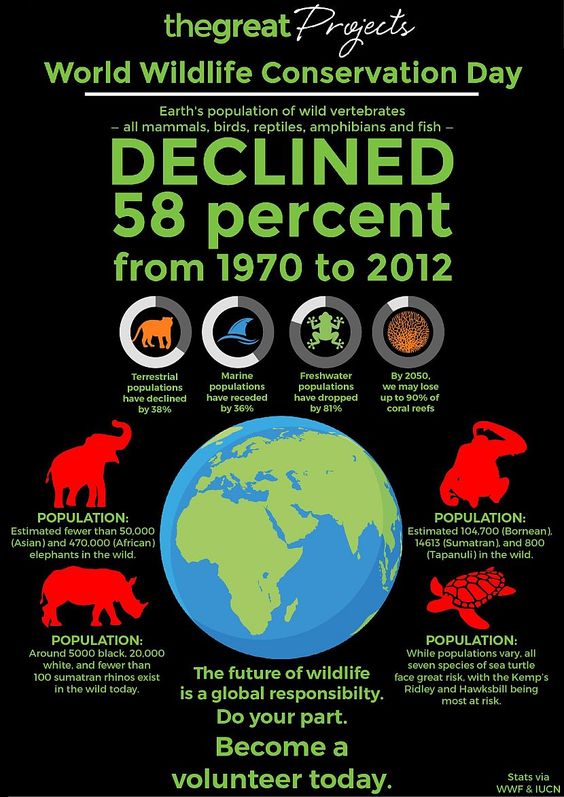 thegreat Projects
World Wildlife Conservation Day
Earth's population of wild vertebrates
– all mammals, birds, reptiles, amphibians and fish –
DECLINED
58 percent
from 1970 to 2012
Terrestrial
populations
have declined
by 38%
Marine
populations
have receded
by 36%
Freshwater
populations
have dropped
by 81%
By 2050,
we may lose
up to 90% of
coral reefs
POPULATION:
Estimated fewer than 50,000
(Asian) and 470,000 (African)
elephants in the wild.
POPULATION:
Estimated 104,700 (Bornean),
14613 (Sumatran), and 800
(Tapanuli) in the wild.
POPULATION:
Around 5000 black, 20,000
white, and fewer than
100 sumatran rhinos exist
in the wild today.
POPULATION:
While populations vary, all
seven species of sea turtle
face great risk, with the Kemp's
Ridley and Hawksbill being
most at risk.
The future of wildlife
is a global responsibilty.
Do your part.
Become a
volunteer today.
Stats via
WWF & IUCN